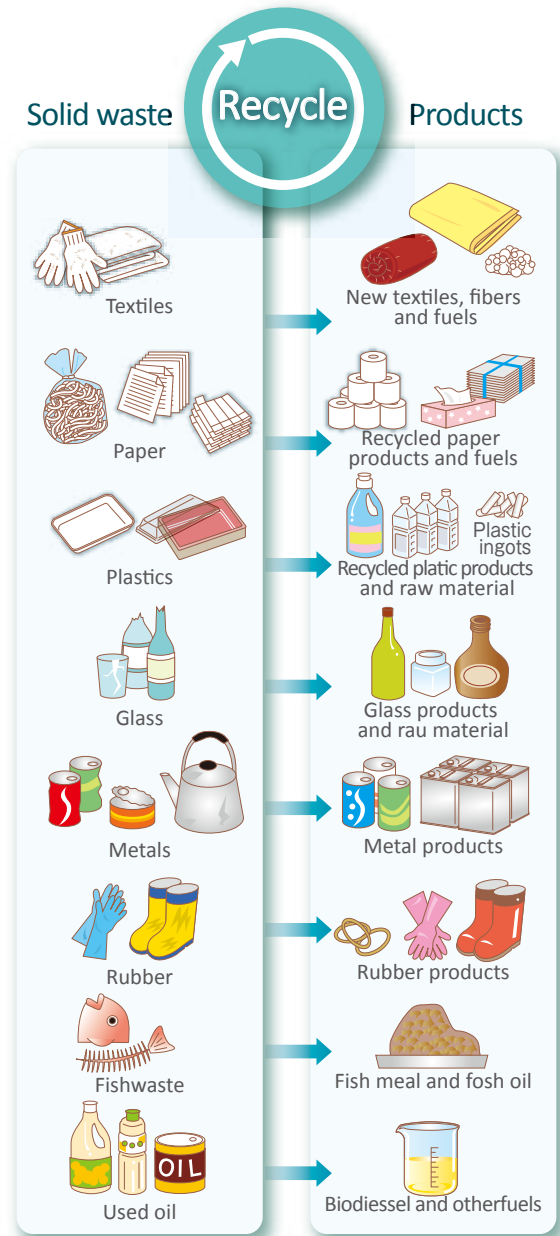 Solid waste
Recycle
Products
Textiles
New textiles, fibers
and fuels
Paper
Recycled paper
products and fuels
Plastics
Plastic
ingots
Recycled platic products
and raw material
Glass
Glass products
and rau material
Metals
Metal products
Rubber
Rubber products
Fishwaste
Fish meal and fosh oil
OIL
Used oil
Biodiessel and otherfuels